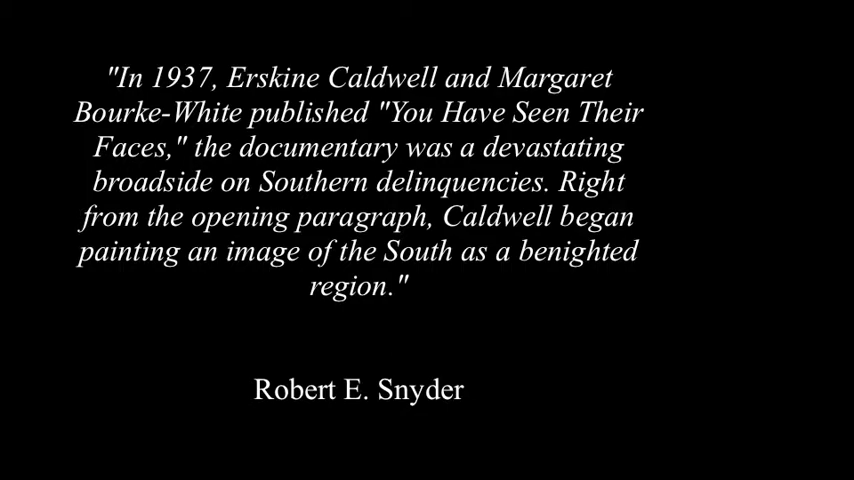 "In 1937, Erskine Caldwell and Margaret
Bourke-White published "You Have Seen Their
Faces," the documentary was a devastating
broadside on Southern delinquencies. Right
from the opening paragraph, Caldwell began
painting an image of the South as a benighted
region."
Robert E. Snyder